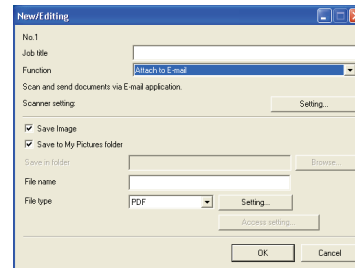 New/Editing
No.1
Job title
Function
Attach to E-mail
Scan and send documents via E-mail application.
Scanner setting:
Setting...
Save Image
Save to My Pictures folder
Save in folder
Browse...
File name
File type
PDF
Setting...
Access setting...
OK
Cancel